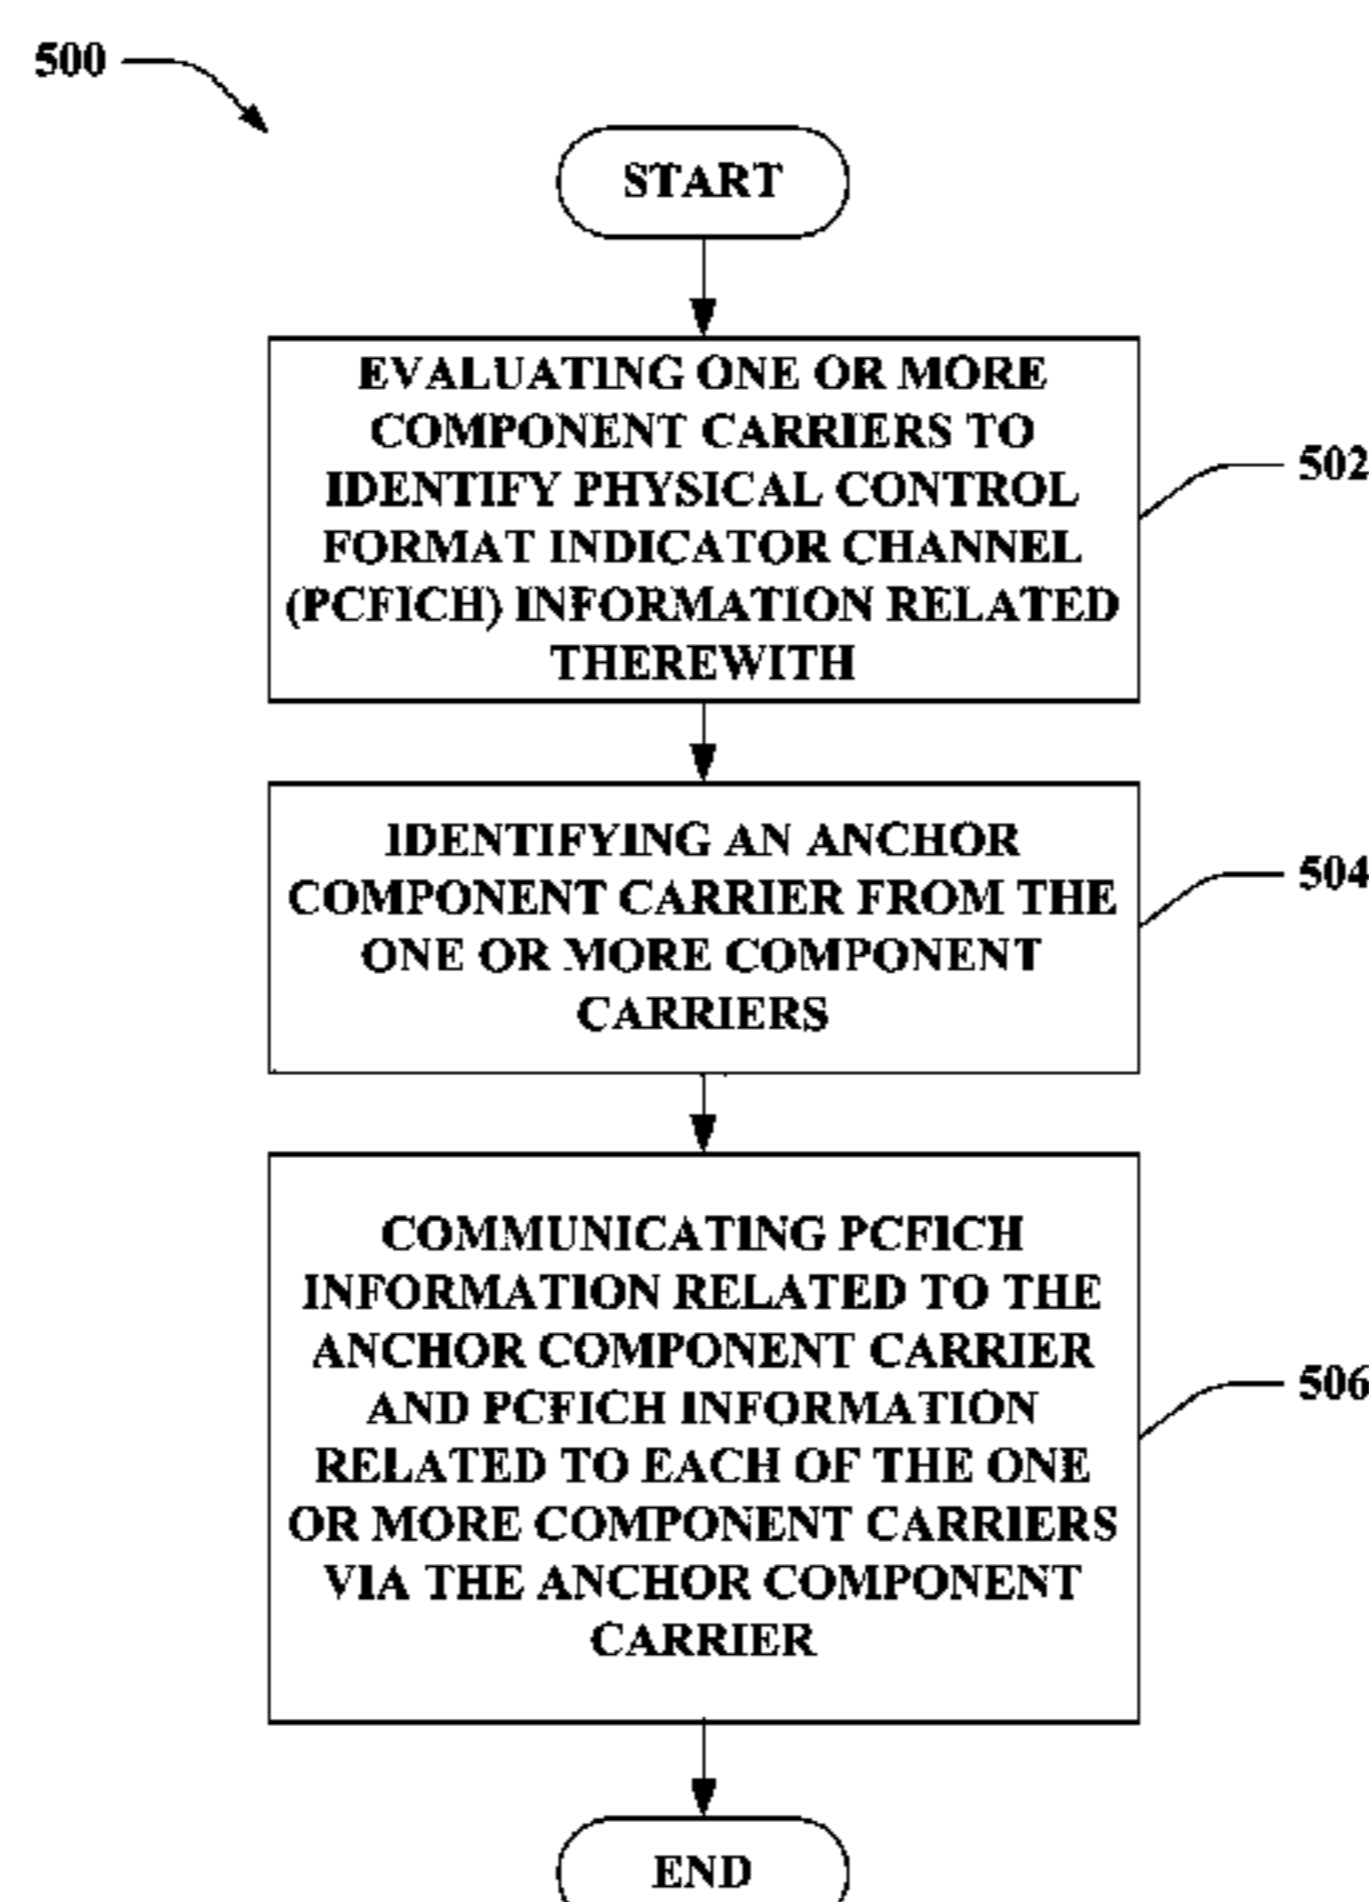 500
START
EVALUATING ONE OR MORE
COMPONENT CARRIERS TO
IDENTIFY PHYSICAL CONTROL
FORMAT INDICATOR CHANNEL
(PCFICH) INFORMATION RELATED
THEREWITH
502
IDENTIFYING AN ANCHOR
COMPONENT CARRIER FROM THE
ONE OR MORE COMPONENT
CARRIERS
504
COMMUNICATING PCFICH
INFORMATION RELATED TO THE
ANCHOR COMPONENT CARRIER
AND PCFICH INFORMATION
RELATED TO EACH OF THE ONE
OR MORE COMPONENT CARRIERS
VIA THE ANCHOR COMPONENT
CARRIER
506
END